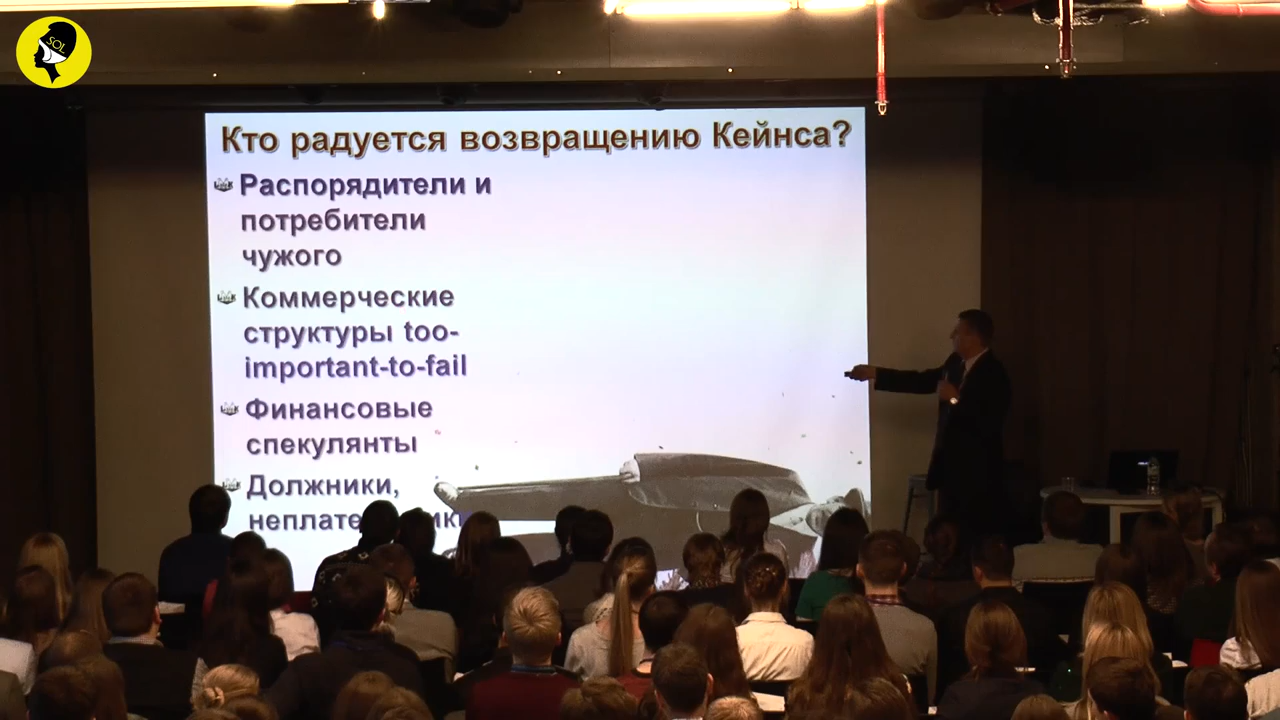 SOL
Кто радуется возвращению Кейнса?
Распорядители и
потребители
чужого
Коммерческие
структуры too-
important-to-fail
Финансовые
спекулянты
Должники,